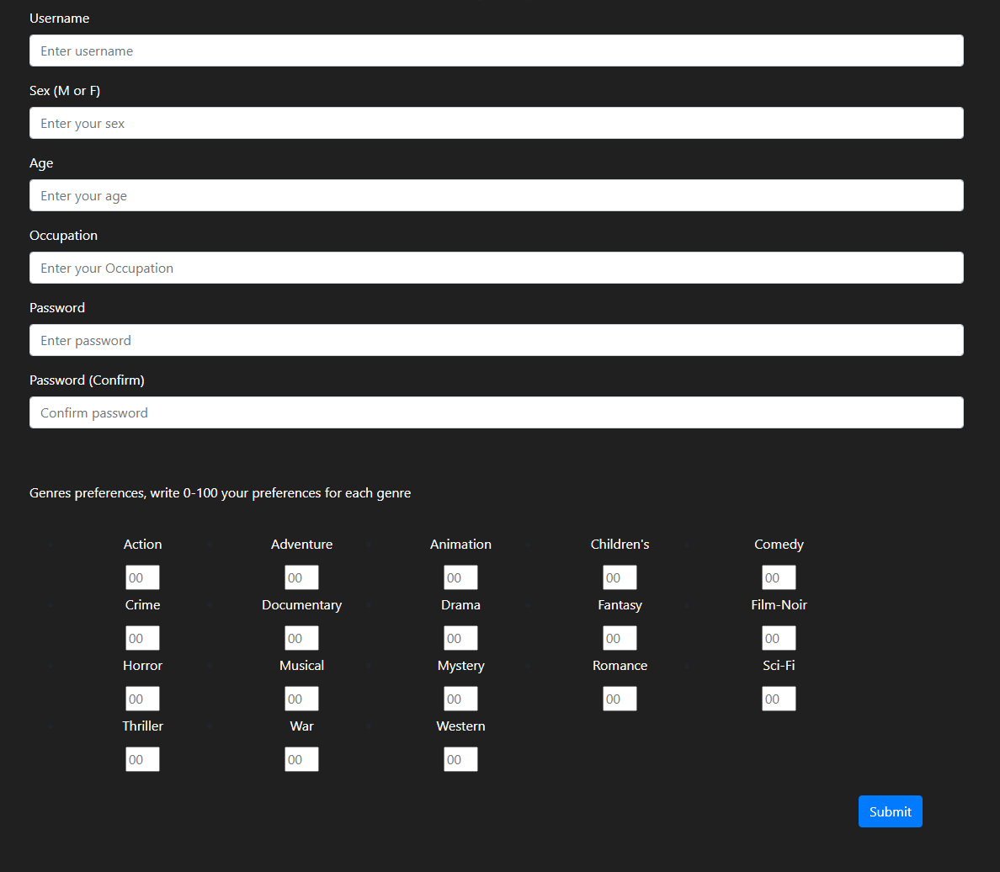 Username
Enter username
Sex (M or F)
Enter your sex
Age
Enter your age
Occupation
Enter your Occupation
Password
Enter password
Password (Confirm)
Confirm password
Genres preferences, write 0-100 your preferences for each genre
Action Adventure Animation Children's Comedy
00 00 00 00 00
Crime Documentary Drama Fantasy Film-Noir
00 00 00 00 00
Horror Musical Mystery Romance Sci-Fi
00 00 00 00 00
Thriller War Western
00 00 00
Submit